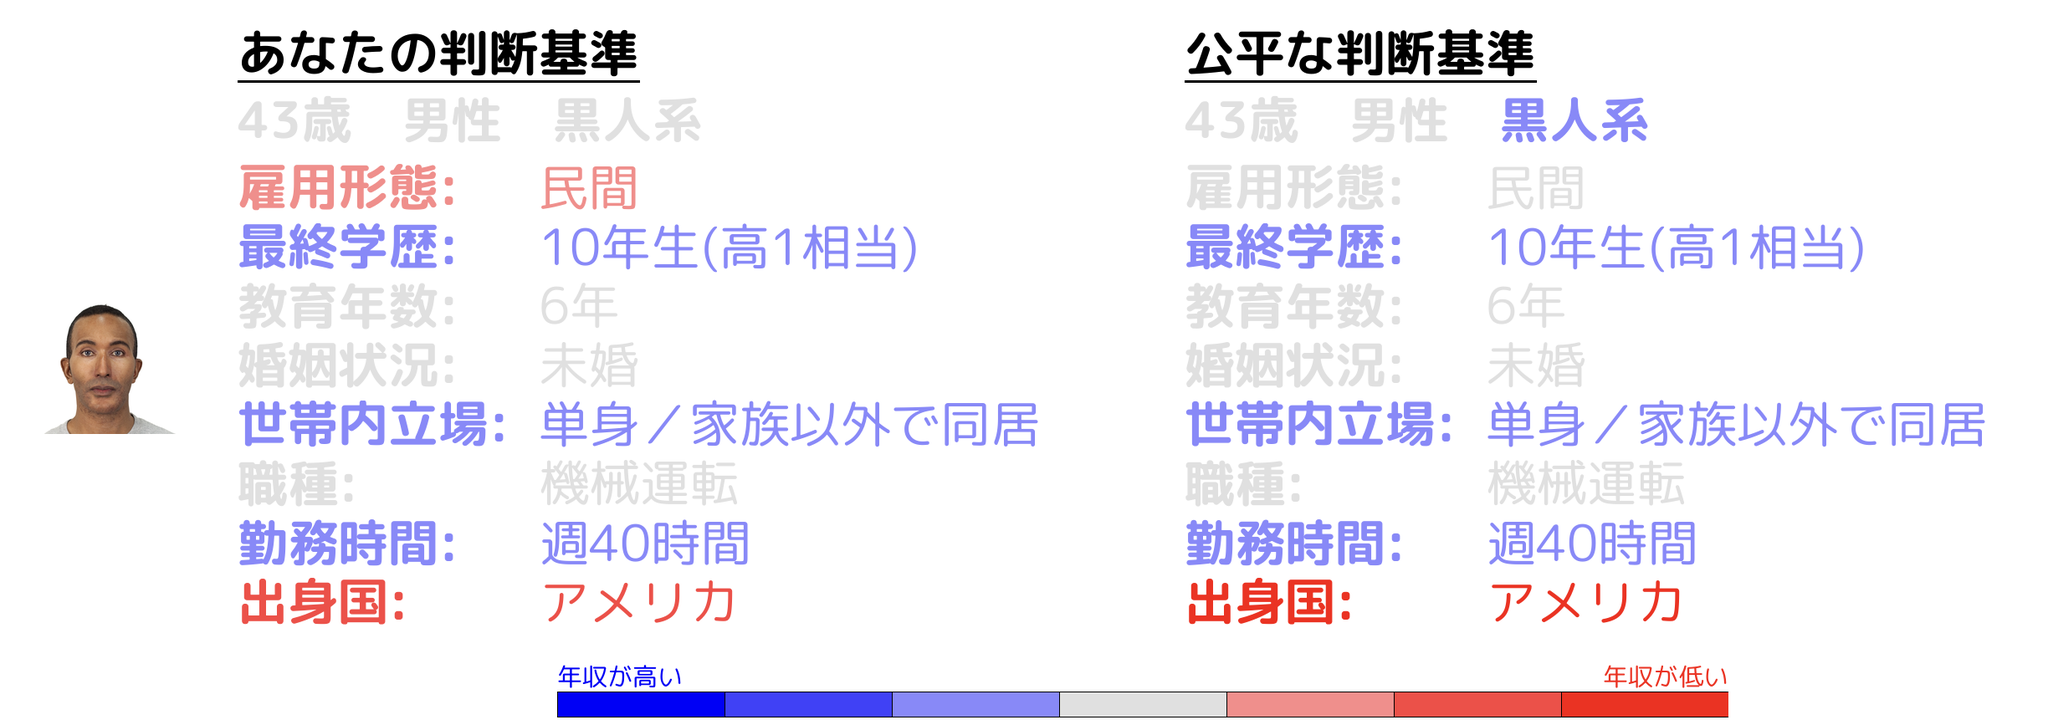 あなたの判断基準
43歳 男性 黒人系
雇用形態: 民間
最終学歴: 10年生(高1相当)
教育年数: 6年
婚姻状況: 未婚
世帯内立場: 単身／家族以外で同居
職種: 機械運転
勤務時間: 週40時間
出身国: アメリカ
公平な判断基準
43歳 男性 黒人系
雇用形態: 民間
最終学歴: 10年生(高1相当)
教育年数: 6年
婚姻状況: 未婚
世帯内立場: 単身／家族以外で同居
職種: 機械運転
勤務時間: 週40時間
出身国: アメリカ
年収が高い
年収が低い